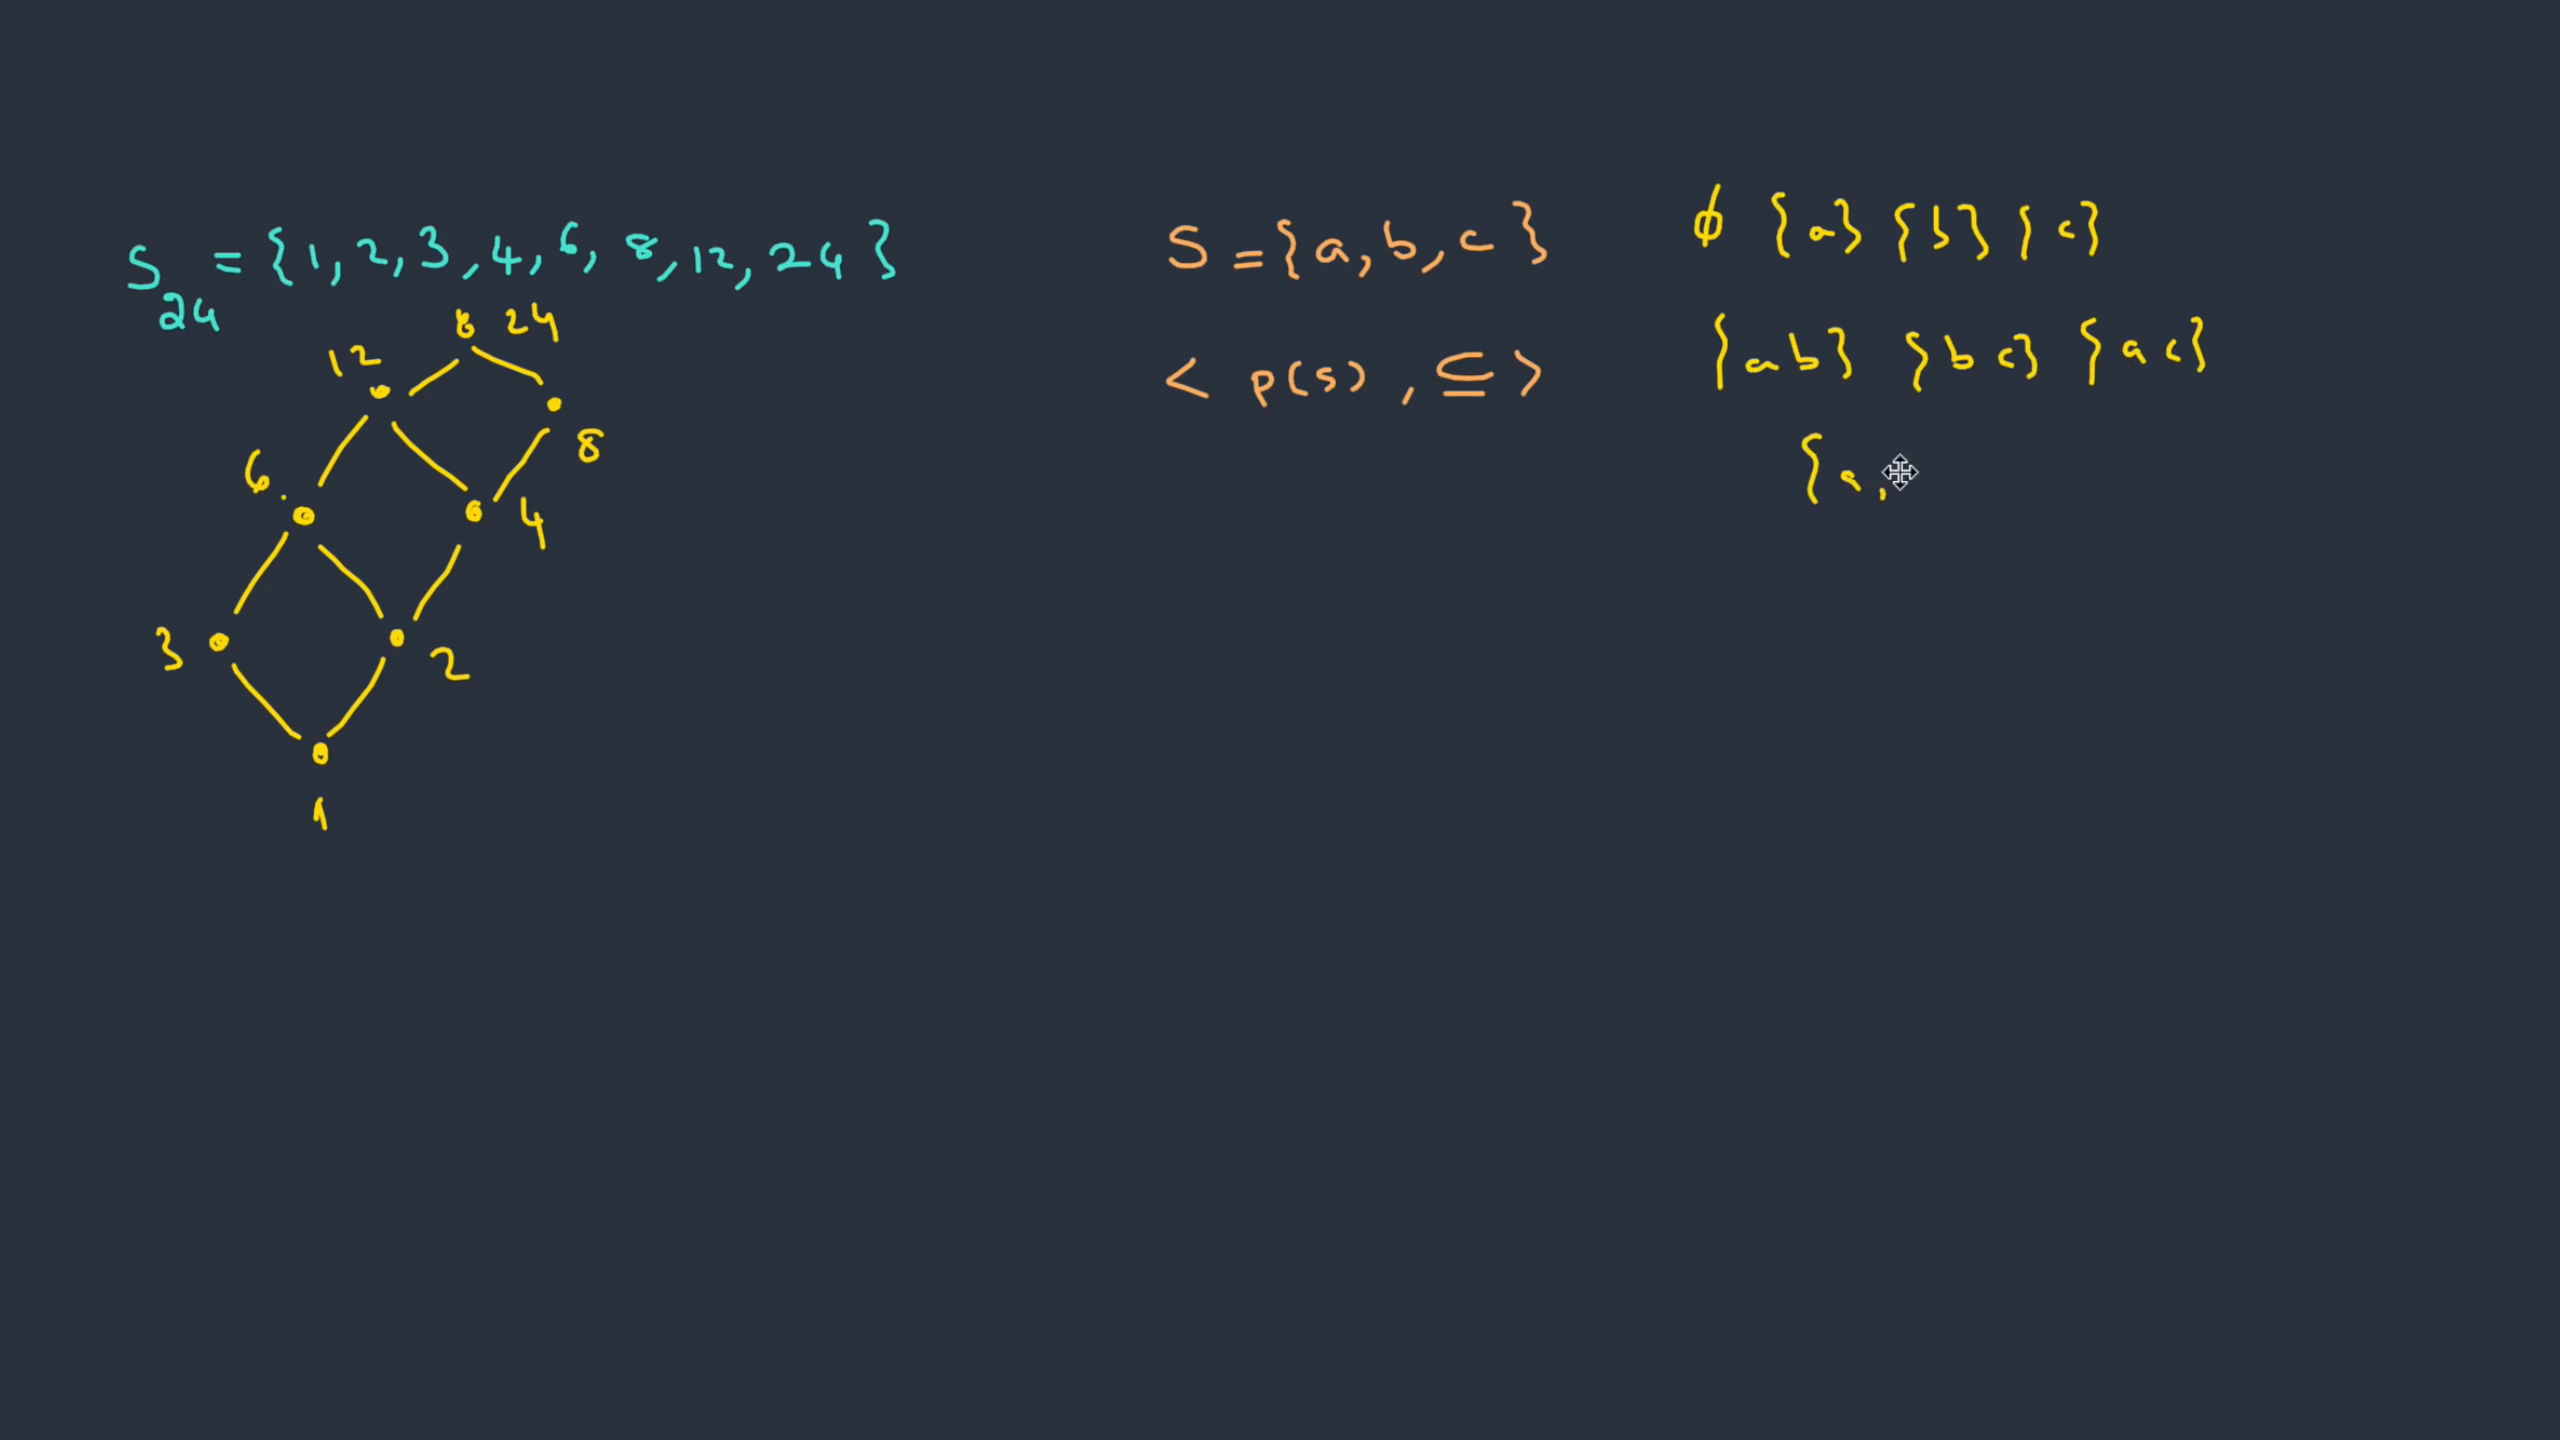 S₂₄ = {1, 2, 3, 4, 6, 8, 12, 24}
24
12
8
6.
4
3
2
1
S = {a, b, c}
< p(s), ⊆ >
ϕ {a} {b} {c}
{ab} {bc} {ac}
{a,